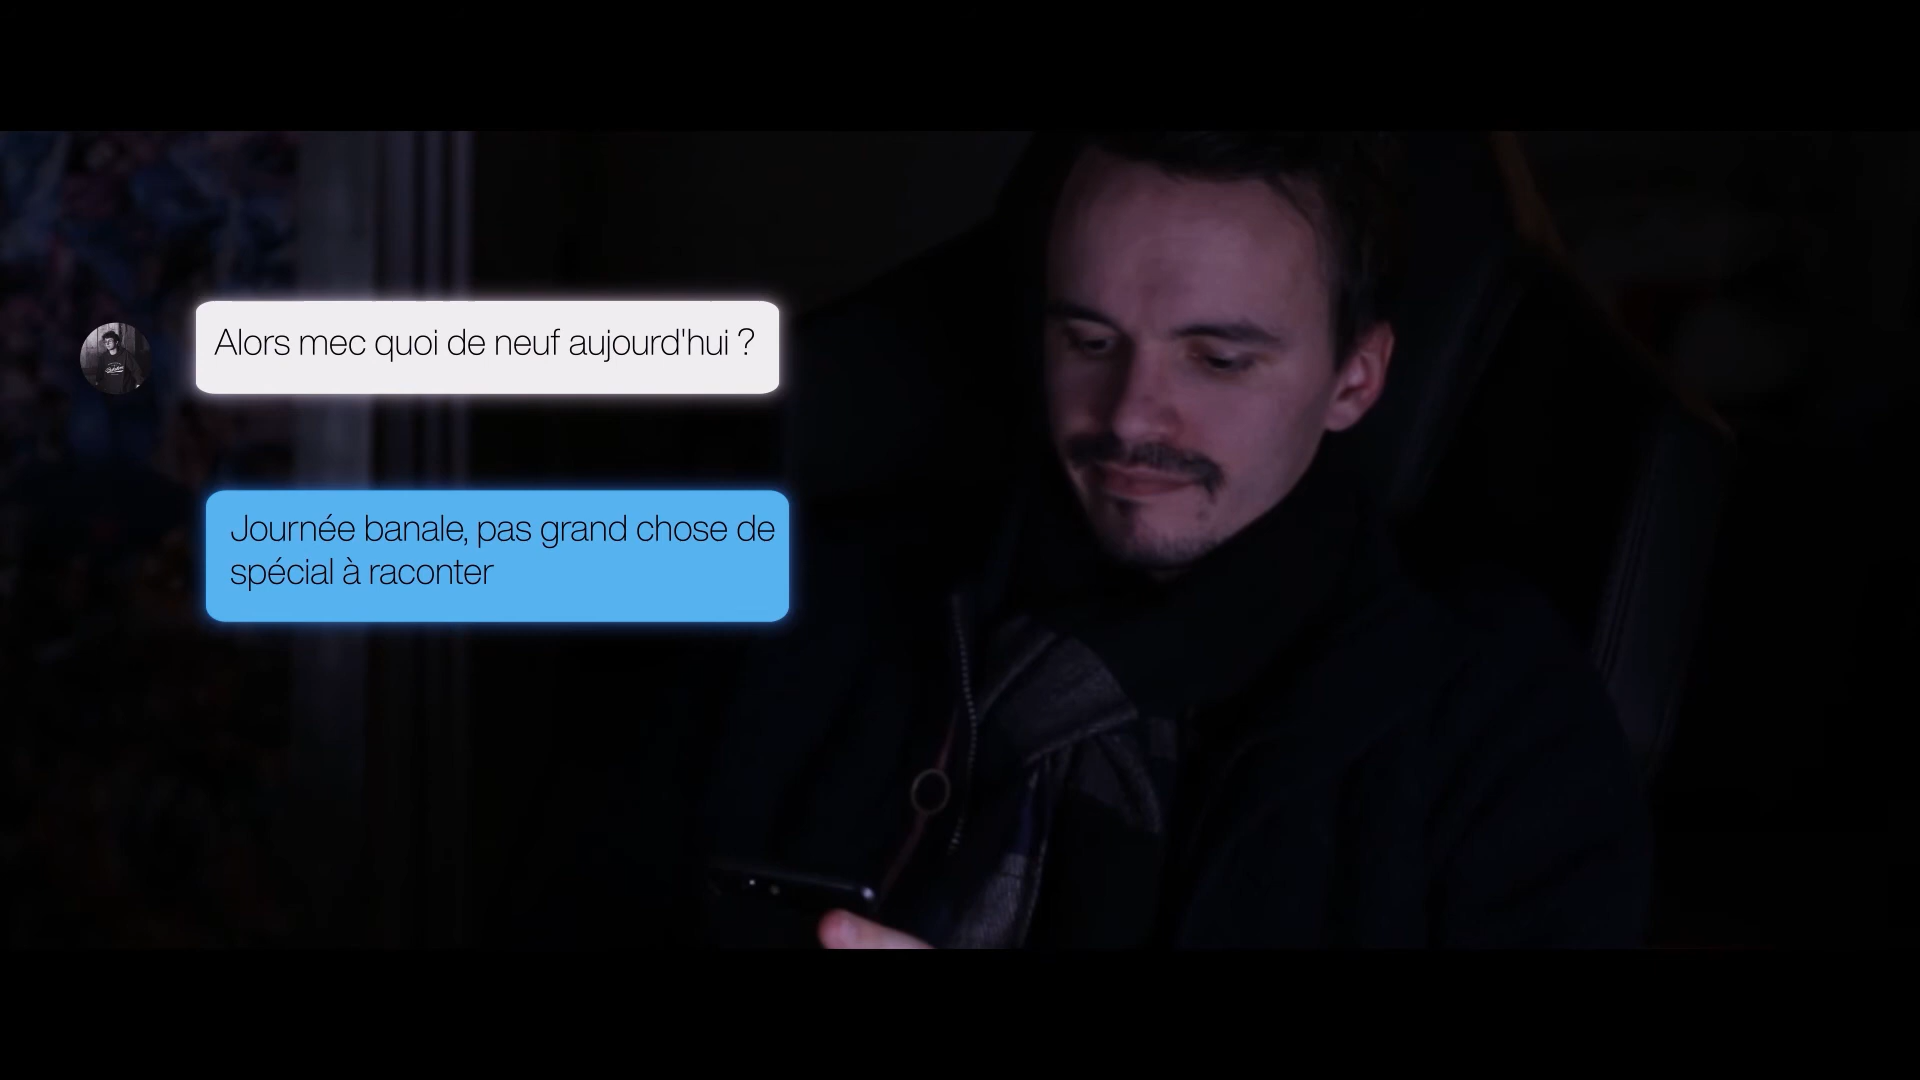 Alors mec quoi de neuf aujourd'hui ?
Journée banale, pas grand chose de
spécial à raconter